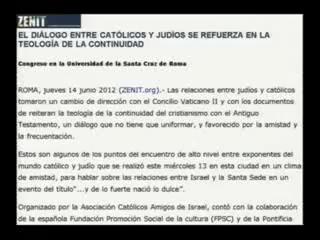 ZENIT
EL DIÁLOGO ENTRE CATÓLICOS Y JUDÍOS SE REFUERZA EN LA
TEOLOGÍA DE LA CONTINUIDAD
Congreso en la Universidad de la Santa Cruz de Roma
ROMA, jueves 14 junio 2012 (ZENIT.org).- Las relaciones entre judíos y católicos
tomaron un cambio de dirección con el Concilio Vaticano II y con los documentos
de reiteran la teología de la continuidad del cristianismo con el Antiguo
Testamento, un diálogo que no tiene que uniformar, y favorecido por la amistad y
la frecuentación.
Estos son algunos de los puntos del encuentro de alto nivel entre exponentes del
mundo católico y judío que se realizó este miércoles 13 en esta ciudad en un clima
de amistad, para hablar sobre las relaciones entre Israel y la Santa Sede en un
evento del título"...y de lo fuerte nació lo dulce".
Organizado por la Asociación Católicos Amigos de Israel, contó con la colaboración
de la española Fundación Promoción Social de la cultura (FPSC) y de la Pontificia